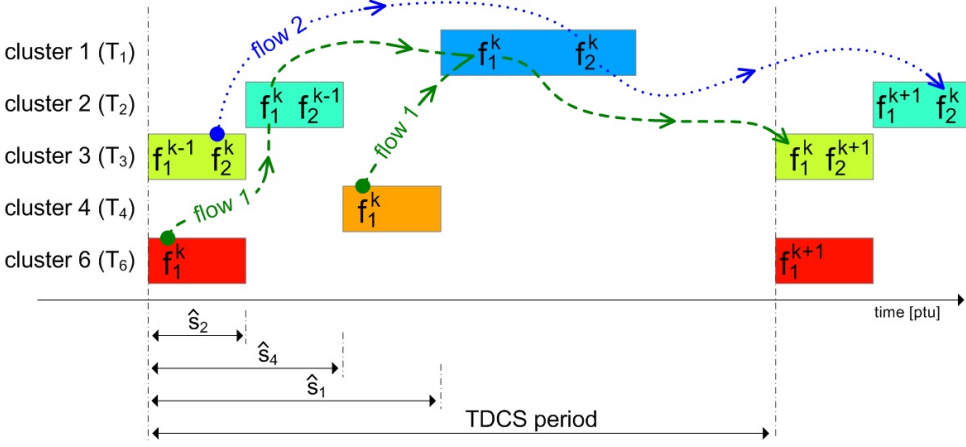 flow 2
cluster 1 (T₁) f₁ᵏ f₂ᵏ
cluster 2 (T₂) f₁ᵏ f₂ᵏ⁻¹ f₁ᵏ⁺¹ f₂ᵏ
flow 1
cluster 3 (T₃) f₁ᵏ⁻¹ f₂ᵏ f₁ᵏ f₂ᵏ⁺¹
flow 1
cluster 4 (T₄) f₁ᵏ
cluster 6 (T₆) f₁ᵏ f₁ᵏ⁺¹
time [ptu]
ŝ₂
ŝ₄
ŝ₁
TDCS period